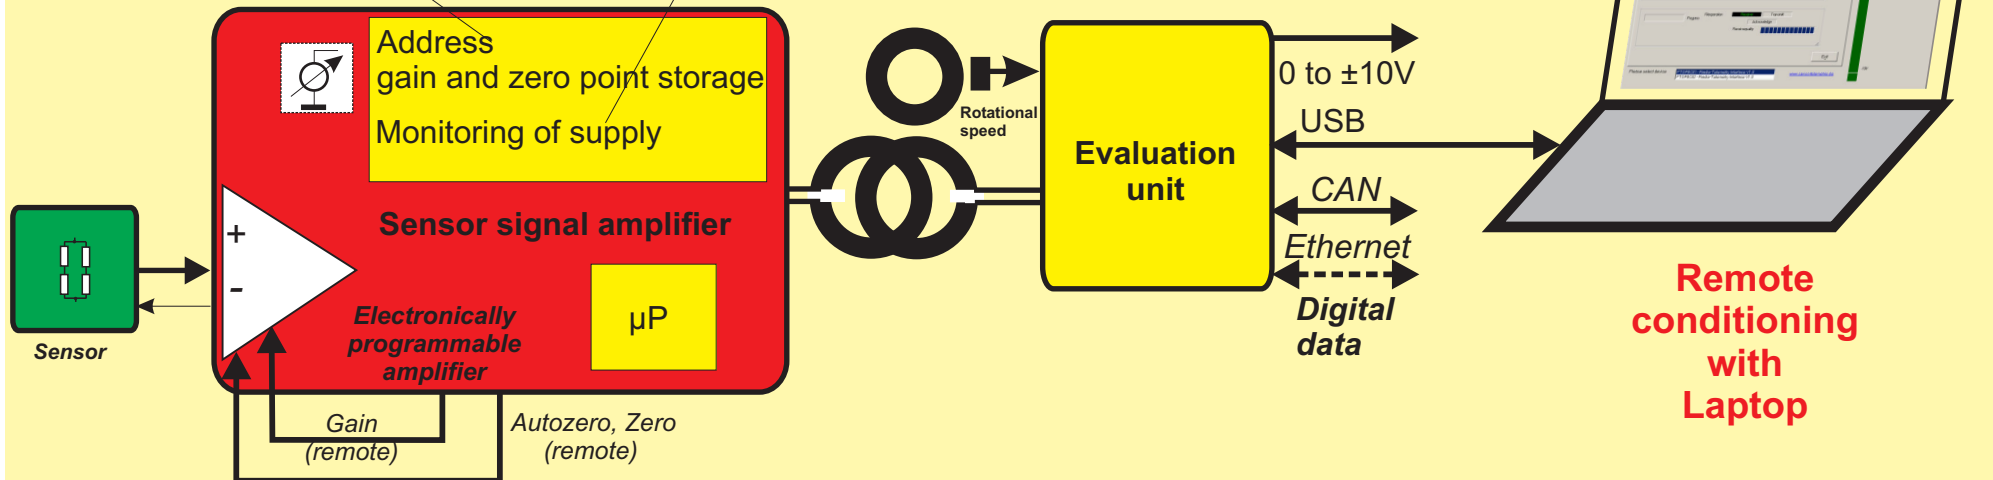 Address
gain and zero point storage
Monitoring of supply
+
-
Sensor signal amplifier
Electronically
programmable
amplifier
µP
Sensor
Gain
(remote)
Autozero, Zero
(remote)
Rotational
speed
Evaluation
unit
0 to ±10V
USB
CAN
Ethernet
Digital
data
Remote
conditioning
with
Laptop